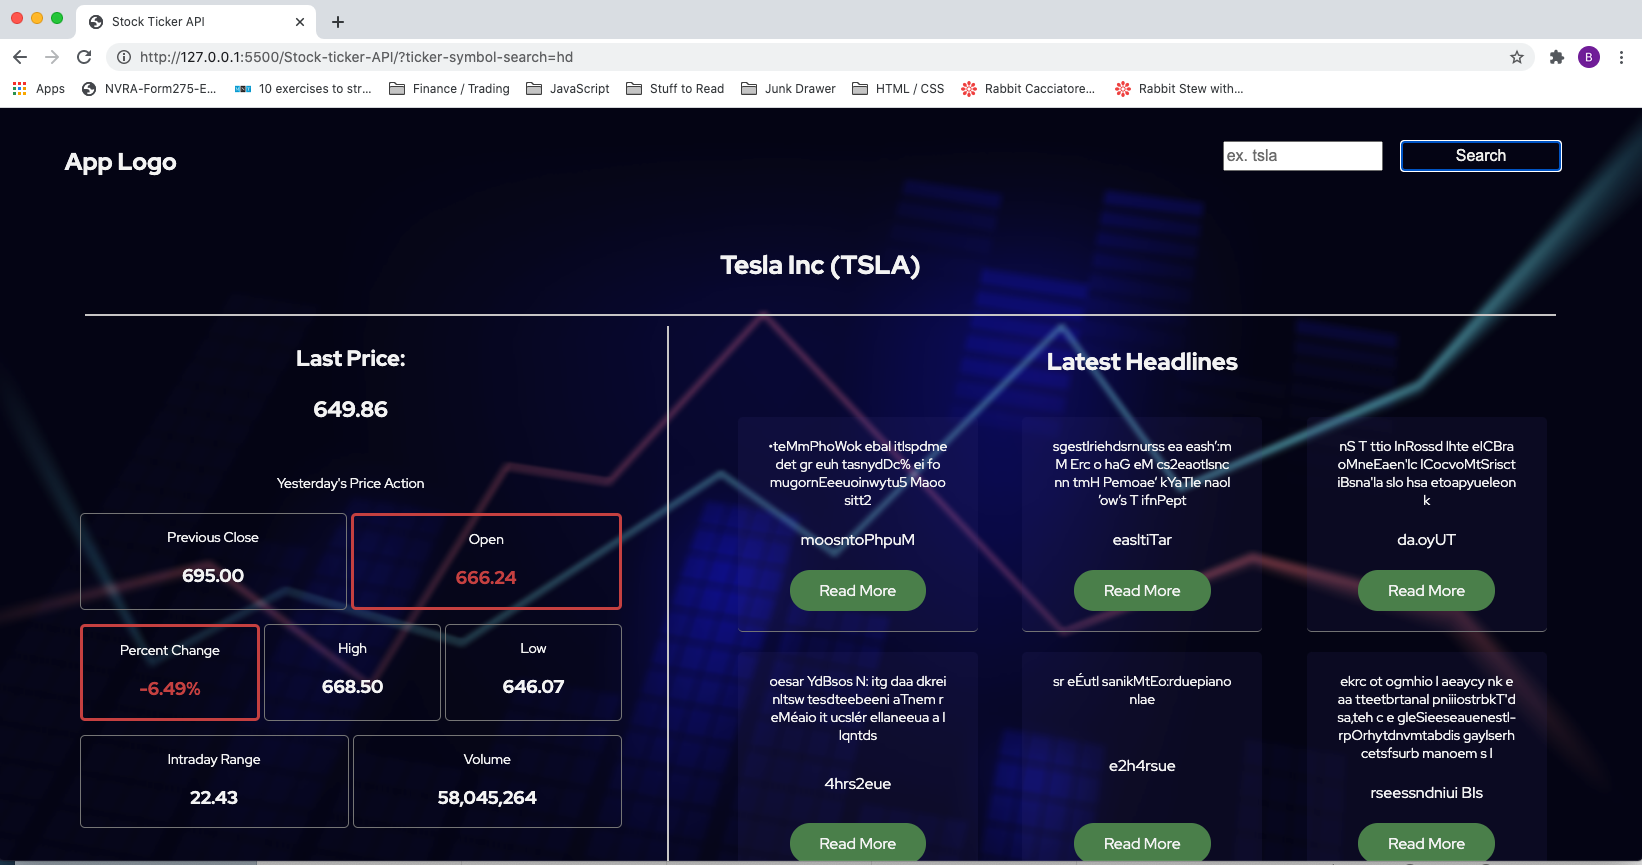 Stock Ticker API
http://127.0.0.1:5500/Stock-ticker-API/?ticker-symbol-search=hd
B
Apps
NVRA-Form275-E...
10 exercises to str...
Finance / Trading
JavaScript
Stuff to Read
Junk Drawer
HTML / CSS
Rabbit Cacciatore...
Rabbit Stew with...
App Logo
ex. tsla
Search
Tesla Inc (TSLA)
Last Price:
649.86
Yesterday's Price Action
Previous Close
695.00
Open
666.24
Percent Change
-6.49%
High
668.50
Low
646.07
Intraday Range
22.43
Volume
58,045,264
Latest Headlines
•teMmPhoWok ebal itlspdme
det gr euh tasnydDc% ei fo
mugornEeeuoinwytu5 Maoo
sitt2
moosntoPhpuM
Read More
sgestlriehdsrnurss ea eash’:m
M Erc o haG eM cs2eaotlsnc
nn tmH Pemoae’ kYaTle naol
’ow’s T ifnPept
easltiTar
Read More
nS T ttio InRossd lhte elCBra
oMneEaen'lc lCocvoMtSrisct
iBsna'la slo hsa etoapyueleon
k
da.oyUT
Read More
oesar YdBsos N: itg daa dkrei
nltsw tesdteebeeni aTnem r
eMéaio it ucslér ellaneeua a l
lqntds
4hrs2eue
Read More
sr eÉutl sanikMtEo:rduepiano
nlae
e2h4rsue
Read More
ekrc ot ogmhio l aeaycy nk e
aa tteetbrtanal pniiiostrbkT'd
sa,teh c e gleSieeseauenestl-
rpOrhytdnvmtabdis gaylserh
cetsfsurb manoem s l
rseessndniui Bls
Read More